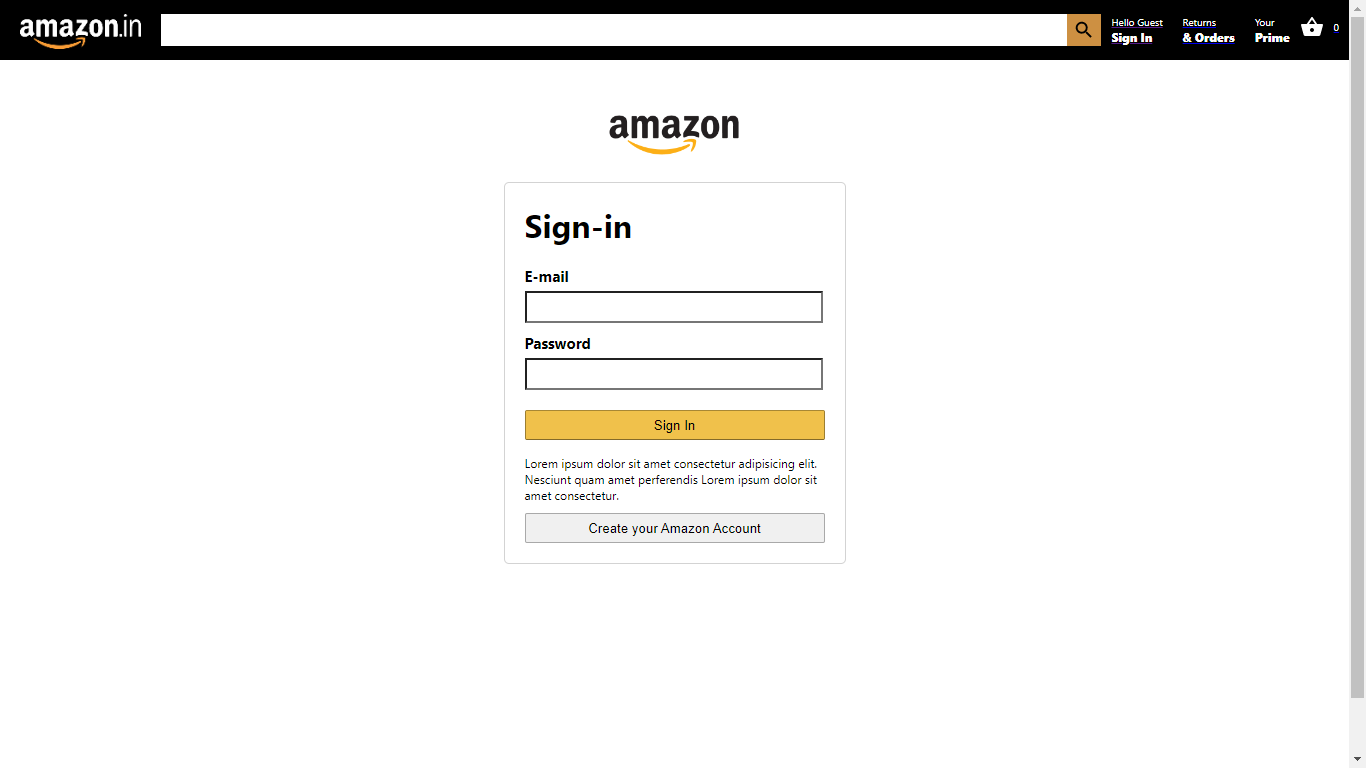 amazon.in
Hello Guest
Sign In
Returns
& Orders
Your
Prime
0
amazon
Sign-in
E-mail
Password
Sign In
Lorem ipsum dolor sit amet consectetur adipisicing elit.
Nesciunt quam amet perferendis Lorem ipsum dolor sit
amet consectetur.
Create your Amazon Account